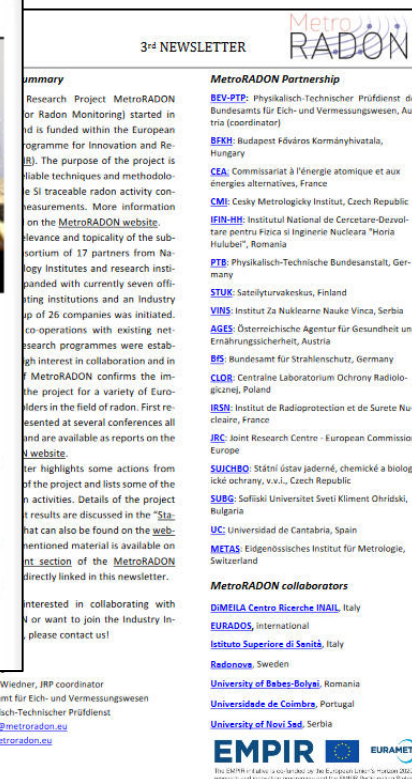 Metro
RADON
3rd NEWSLETTER
ummary
Research Project MetroRADON
or Radon Monitoring) started in
nd is funded within the European
rogramme for Innovation and Re-
IR). The purpose of the project is
eliable techniques and methodolo-
e SI traceable radon activity con-
easurements. More information
on the MetroRADON website.
elevance and topicality of the sub-
sortium of 17 partners from Na-
logy Institutes and research insti-
panded with currently seven offi-
ating institutions and an Industry
up of 26 companies was initiated.
co-operations with existing net-
esearch programmes were estab-
gh interest in collaboration and in
f MetroRADON confirms the im-
the project for a variety of Euro-
lders in the field of radon. First re-
esented at several conferences all
and are available as reports on the
N website.
ter highlights some actions from
of the project and lists some of the
n activities. Details of the project
t results are discussed in the "Sta-
hat can also be found on the web-
mentioned material is available on
nt section of the MetroRADON
directly linked in this newsletter.
interested in collaborating with
N or want to join the Industry In-
, please contact us!
Wiedner, JRP coordinator
amt für Eich- und Vermessungswesen
isch-Technischer Prüfdienst
@metroradon.eu
etroradon.eu
MetroRADON Partnership
BEV-PTP: Physikalisch-Technischer Prüfdienst de
Bundesamts für Eich- und Vermessungswesen, Au
tria (coordinator)
BFKH: Budapest Főváros Kormányhivatala,
Hungary
CEA: Commissariat à l'énergie atomique et aux
énergies alternatives, France
CMI: Cesky Metrologicky Institut, Czech Republic
IFIN-HH: Institutul National de Cercetare-Dezvol-
tare pentru Fizica si Inginerie Nucleara "Horia
Hulubei", Romania
PTB: Physikalisch-Technische Bundesanstalt, Ger-
many
STUK: Sateilyturvakeskus, Finland
VINS: Institut Za Nuklearne Nauke Vinca, Serbia
AGES: Österreichische Agentur für Gesundheit un
Ernährungssicherheit, Austria
BfS: Bundesamt für Strahlenschutz, Germany
CLOR: Centralne Laboratorium Ochrony Radiolo-
gicznej, Poland
IRSN: Institut de Radioprotection et de Surete Nu-
cleaire, France
JRC: Joint Research Centre - European Commission
Europe
SUJCHBO: Státní ústav jaderné, chemické a biolog
ické ochrany, v.v.i., Czech Republic
SUBG: Sofiiski Universitet Sveti Kliment Ohridski,
Bulgaria
UC: Universidad de Cantabria, Spain
METAS: Eidgenössisches Institut für Metrologie,
Switzerland
MetroRADON collaborators
DiMEILA Centro Ricerche INAIL, Italy
EURADOS, international
Istituto Superiore di Sanità, Italy
Radonova, Sweden
University of Babes-Bolyai, Romania
Universidade de Coimbra, Portugal
University of Novi Sad, Serbia
EMPIR
EURAMET
The EMPIR initiative is co-funded by the European Union's Horizon 2020